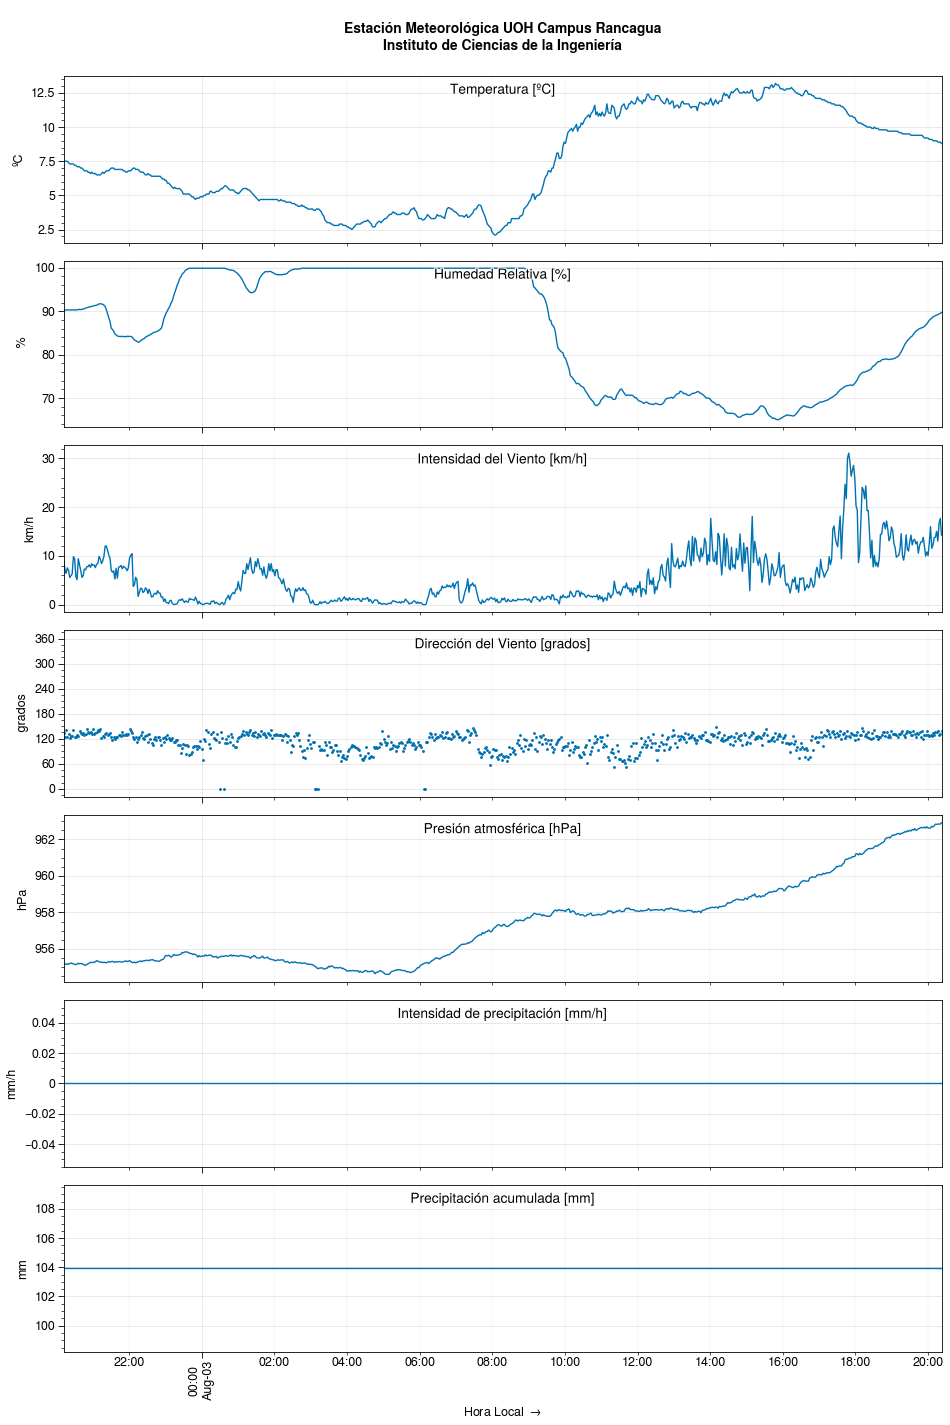 Estación Meteorológica UOH Campus Rancagua
Instituto de Ciencias de la Ingeniería
Temperatura [ºC]
ºC
12.5
10
7.5
5
2.5
Humedad Relativa [%]
%
100
90
80
70
Intensidad del Viento [km/h]
km/h
30
20
10
0
Dirección del Viento [grados]
grados
360
300
240
180
120
60
0
Presión atmosférica [hPa]
hPa
962
960
958
956
Intensidad de precipitación [mm/h]
mm/h
0.04
0.02
0
−0.02
−0.04
Precipitación acumulada [mm]
mm
108
106
104
102
100
22:00
00:00
Aug-03
02:00
04:00
06:00
08:00
10:00
12:00
14:00
16:00
18:00
20:00
Hora Local →